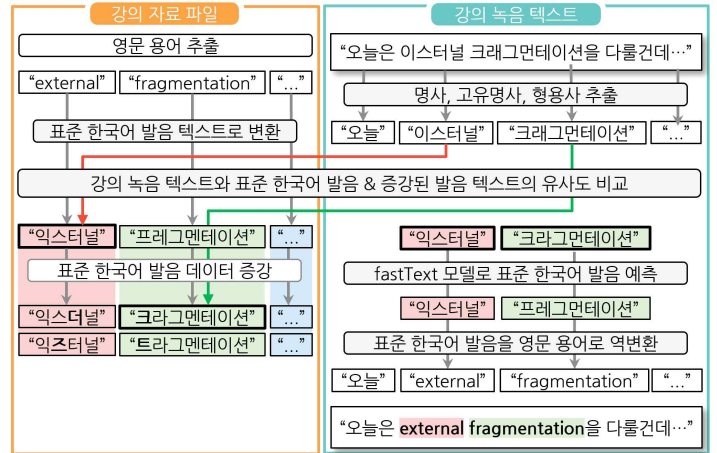 강의 자료 파일
영문 용어 추출
“external” “fragmentation” “...”
표준 한국어 발음 텍스트로 변환
강의 녹음 텍스트
“오늘은 이스터널 크래그먼테이션을 다룰건데…”
명사, 고유명사, 형용사 추출
“오늘” “이스터널” “크래그먼테이션” “...”
강의 녹음 텍스트와 표준 한국어 발음 & 증강된 발음 텍스트의 유사도 비교
“익스터널” “프레그멘테이션” “...”
표준 한국어 발음 데이터 증강
“익스더널” “크라그멘테이션” “...”
“익즈터널” “트라그멘테이션” “...”
“익스터널” “크라그먼테이션”
fastText 모델로 표준 한국어 발음 예측
“익스터널” “프레그먼테이션”
표준 한국어 발음을 영문 용어로 역변환
“오늘” “external” “fragmentation” “...”
“오늘은 external fragmentation을 다룰건데…”